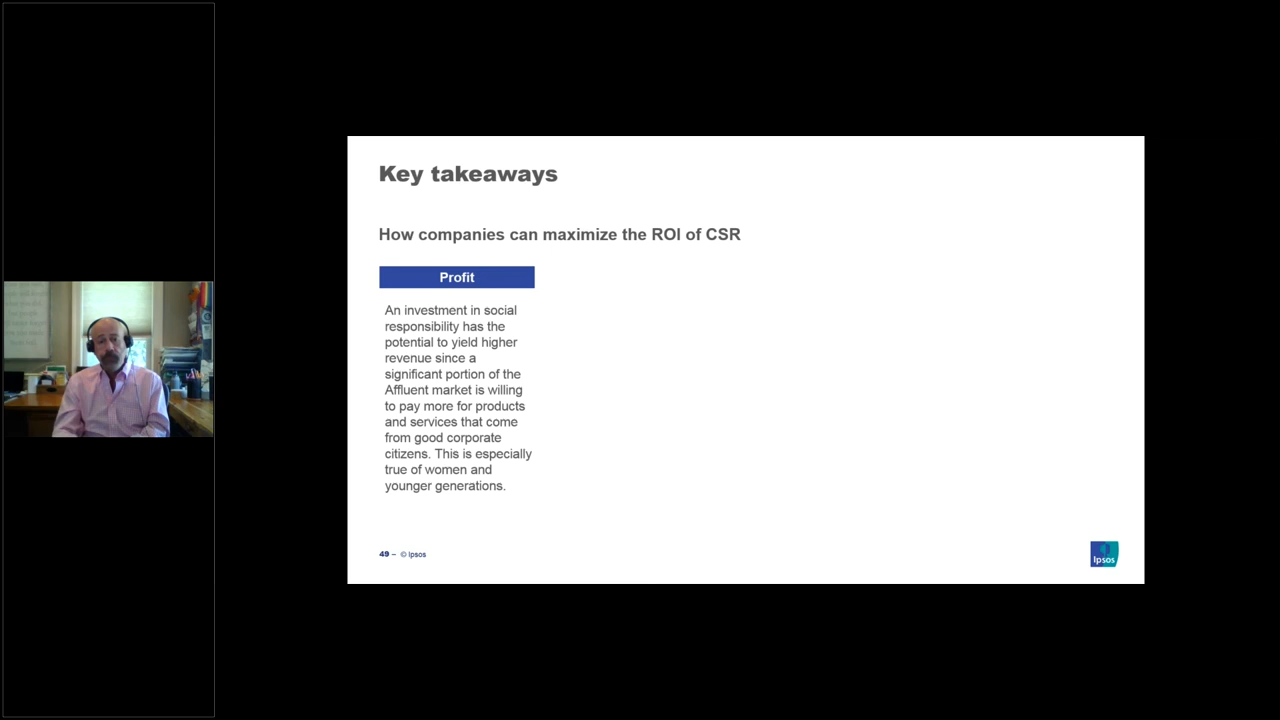 Key takeaways
How companies can maximize the ROI of CSR
Profit
An investment in social
responsibility has the
potential to yield higher
revenue since a
significant portion of the
Affluent market is willing
to pay more for products
and services that come
from good corporate
citizens. This is especially
true of women and
younger generations.
49 – © Ipsos
Ipsos